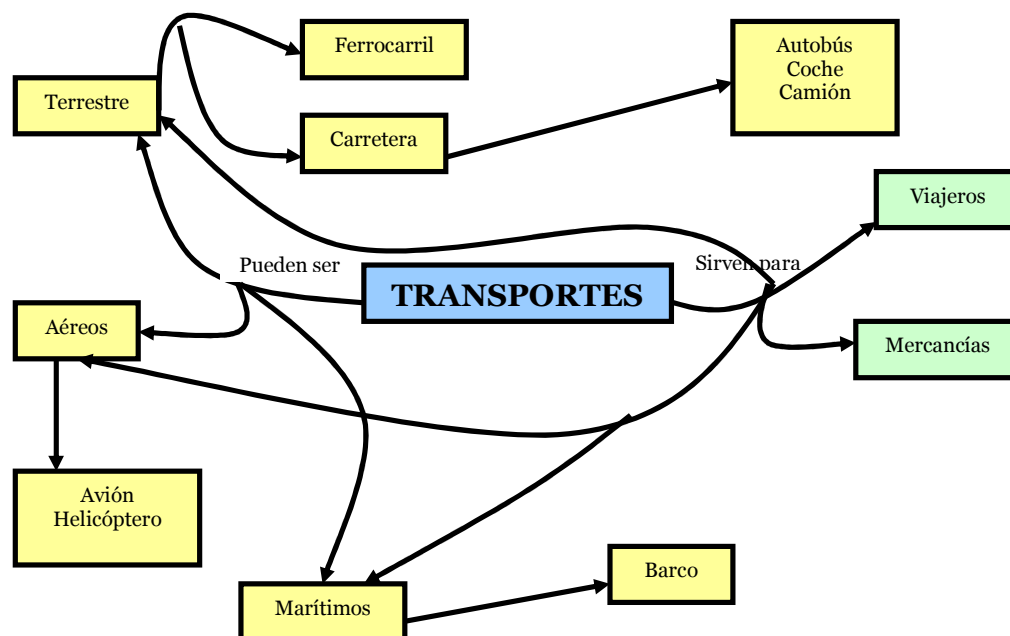 Ferrocarril
Autobús
Coche
Camión
Terrestre
Carretera
Viajeros
Pueden ser
Sirven para
TRANSPORTES
Aéreos
Mercancías
Avión
Helicóptero
Barco
Marítimos